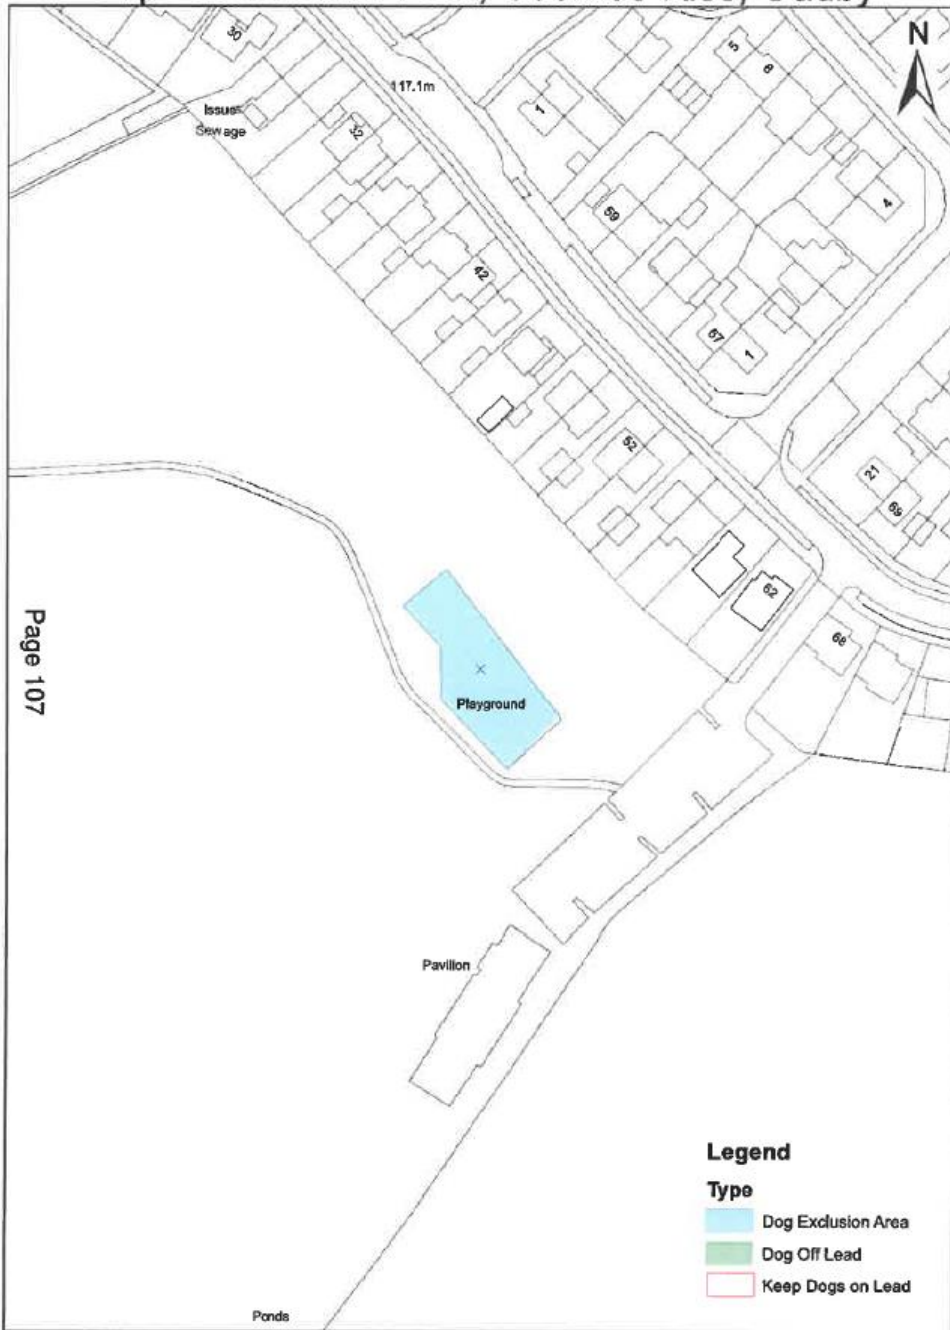 N
30
5
6
117.1m
1
Issues
Sewage
32
59
4
42
67
1
52
21
69
62
68
Page 107
Playground
Pavilion
Legend
Type
Dog Exclusion Area
Dog Off Lead
Keep Dogs on Lead
Ponds